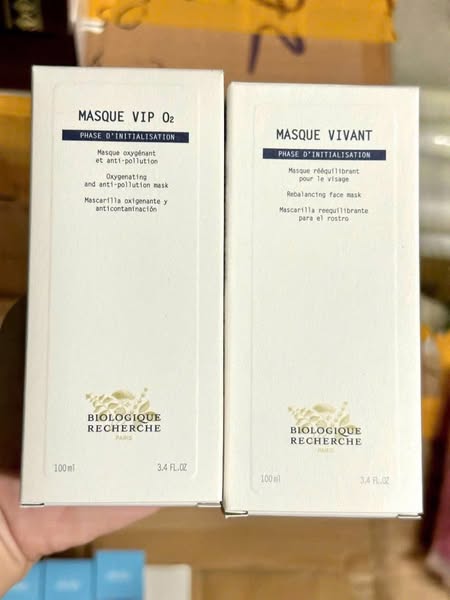 MASQUE VIP O₂
PHASE D'INITIALISATION
Masque oxygénant
et anti-pollution
Oxygenating
and anti-pollution mask
Mascarilla oxigenante y
anticontaminación
BIOLOGIQUE
RECHERCHE
PARIS
100ml
3.4 FL.OZ
MASQUE VIVANT
PHASE D'INITIALISATION
Masque rééquilibrant
pour le visage
Rebalancing face mask
Mascarilla reequilibrante
para el rostro
BIOLOGIQUE
RECHERCHE
PARIS
100ml
3.4 FL.OZ